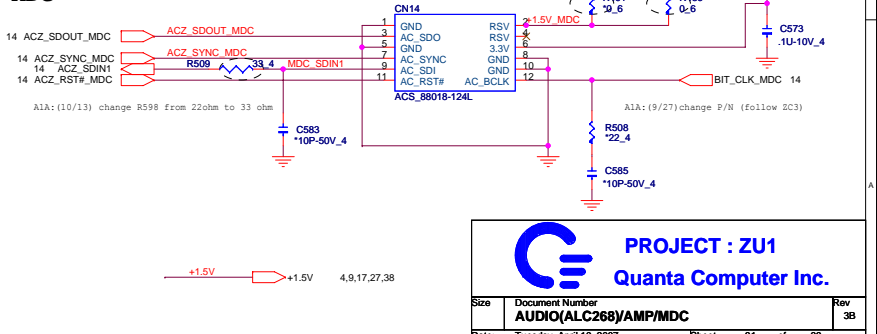 CN14
1 GND RSV 2 +1.5V_MDC
14 ACZ_SDOUT_MDC ACZ_SDOUT_MDC 3 AC_SDO RSV 4
5 GND 3.3V 6
14 ACZ_SYNC_MDC ACZ_SYNC_MDC 7 AC_SYNC GND 8
14 ACZ_SDIN1 R509 33_4 MDC_SDIN1 9 AC_SDI GND 10
14 ACZ_RST#_MDC 11 AC_RST# AC_BCLK 12 BIT_CLK_MDC 14
ACS_88018-124L
*0_6
0_6
C573
.1U-10V_4
A1A:(10/13) change R598 from 22ohm to 33 ohm
A1A:(9/27)change P/N (follow ZC3)
C583
*10P-50V_4
R508
*22_4
C585
*10P-50V_4
A
+1.5V +1.5V 4,9,17,27,38
PROJECT : ZU1
Quanta Computer Inc.
Size Document Number Rev
AUDIO(ALC268)/AMP/MDC 3B